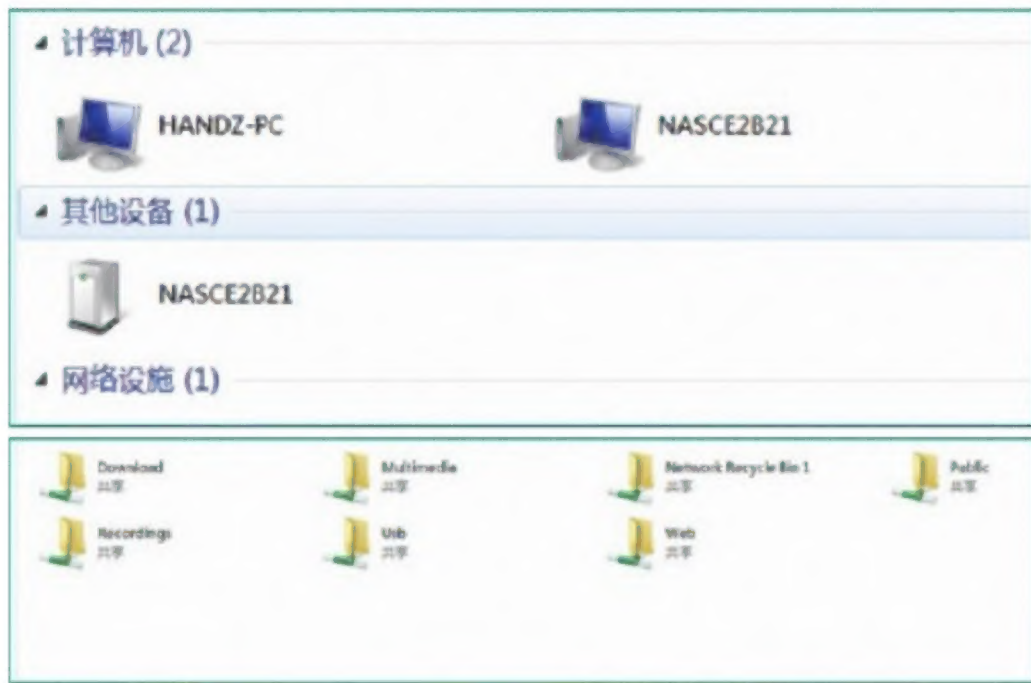 计算机 (2)
HANDZ-PC NASCE2B21
其他设备 (1)
NASCE2B21
网络设施 (1)
Download Multimedia Network Recycle Bin 1 Public
共享 共享 共享 共享
Recordings Usb Web
共享 共享 共享